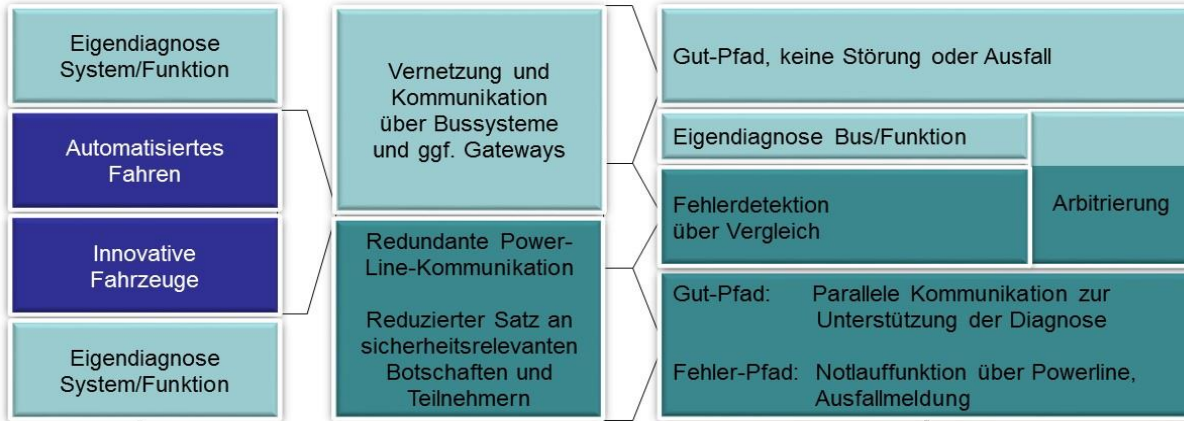 Eigendiagnose
System/Funktion
Automatisiertes
Fahren
Innovative
Fahrzeuge
Eigendiagnose
System/Funktion
Vernetzung und
Kommunikation
über Bussysteme
und ggf. Gateways
Redundante Power-
Line-Kommunikation
Reduzierter Satz an
sicherheitsrelevanten
Botschaften und
Teilnehmern
Gut-Pfad, keine Störung oder Ausfall
Eigendiagnose Bus/Funktion
Fehlerdetektion
über Vergleich
Arbitrierung
Gut-Pfad: Parallele Kommunikation zur
Unterstützung der Diagnose
Fehler-Pfad: Notlauffunktion über Powerline,
Ausfallmeldung